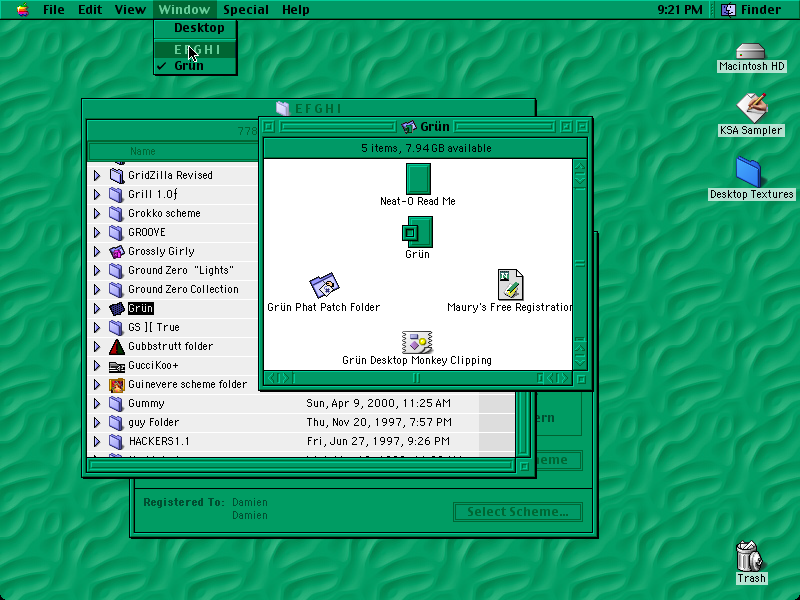 File Edit View Window Special Help 9:21 PM Finder
Desktop
EFGHI
Grün
Macintosh HD
KSA Sampler
Desktop Textures
Trash
EFGHI
778
Name
GridZilla Revised
Grill 1.0ƒ
Grokko scheme
GROOVE
Grossly Girly
Ground Zero "Lights"
Ground Zero Collection
Grün
GS ][ True
Gubbstrutt folder
GucciKoo+
Guinevere scheme folder
Gummy Sun, Apr 9, 2000, 11:25 AM
guy Folder Thu, Nov 20, 1997, 7:57 PM
HACKERS1.1 Fri, Jun 27, 1997, 9:26 PM
Grün
5 items, 7.94 GB available
Neat-O Read Me
Grün
Grün Phat Patch Folder
Maury's Free Registration
Grün Desktop Monkey Clipping
ern
eme
Registered To: Damien
Damien
Select Scheme...